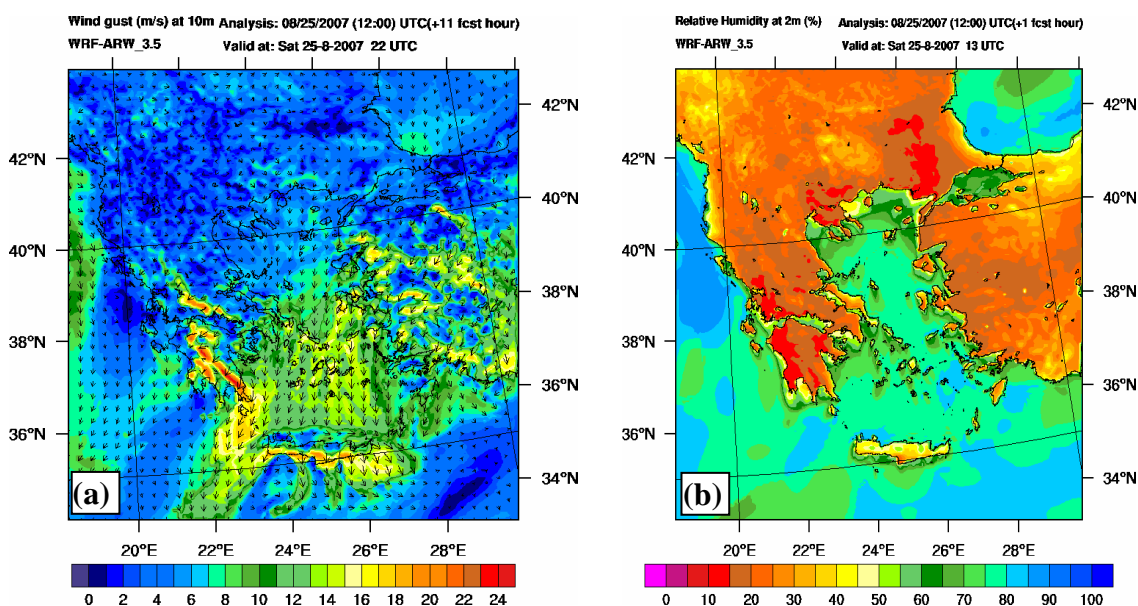 Wind gust (m/s) at 10m Analysis: 08/25/2007 (12:00) UTC(+11 fcst hour)
WRF-ARW_3.5 Valid at: Sat 25-8-2007 22 UTC
42°N
42°N
40°N
40°N
38°N
38°N
36°N
36°N
34°N
(a)
20°E 22°E 24°E 26°E 28°E
0 2 4 6 8 10 12 14 16 18 20 22 24
Relative Humidity at 2m (%) Analysis: 08/25/2007 (12:00) UTC(+1 fcst hour)
WRF-ARW_3.5 Valid at: Sat 25-8-2007 13 UTC
42°N
42°N
40°N
40°N
38°N
38°N
36°N
36°N
34°N
(b)
20°E 22°E 24°E 26°E 28°E
0 10 20 30 40 50 60 70 80 90 100